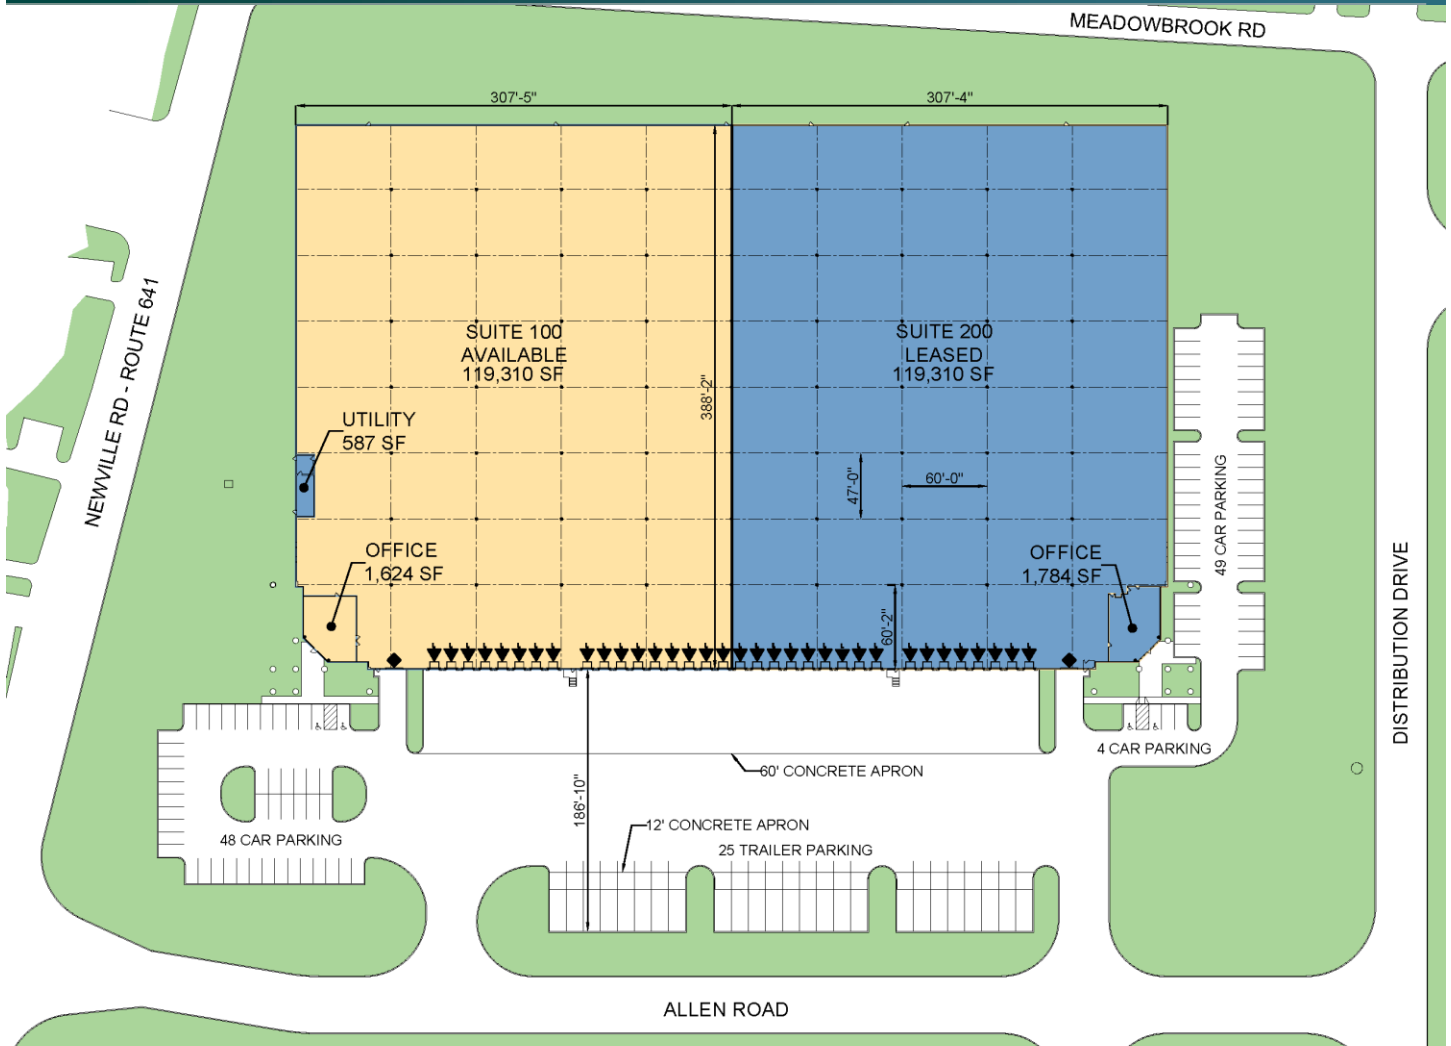 MEADOWBROOK RD
307'-5"
307'-4"
NEWVILLE RD - ROUTE 641
SUITE 100
AVAILABLE
119,310 SF
388'-2"
SUITE 200
LEASED
119,310 SF
UTILITY
587 SF
47'-0"
60'-0"
49 CAR PARKING
OFFICE
1,624 SF
OFFICE
1,784 SF
60'-2"
DISTRIBUTION DRIVE
4 CAR PARKING
60' CONCRETE APRON
186'-10"
12' CONCRETE APRON
48 CAR PARKING
25 TRAILER PARKING
ALLEN ROAD